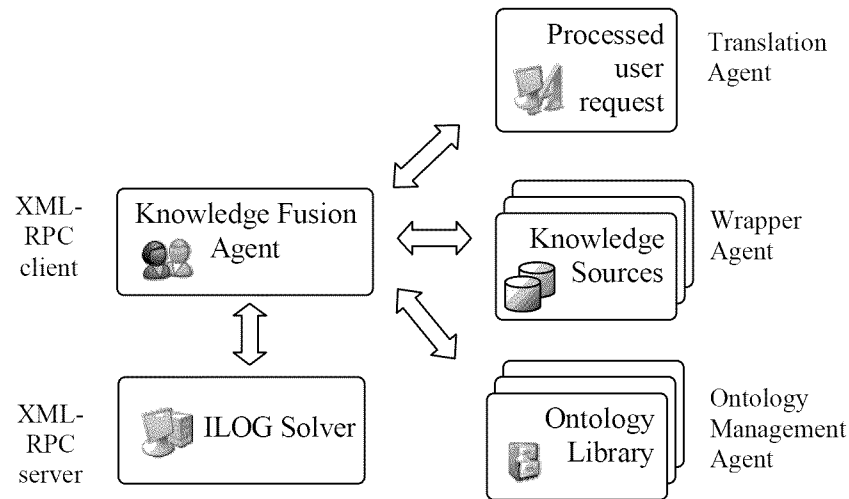 Processed
user
request
Translation
Agent
XML-
RPC
client
Knowledge Fusion
Agent
Knowledge
Sources
Wrapper
Agent
XML-
RPC
server
ILOG Solver
Ontology
Library
Ontology
Management
Agent